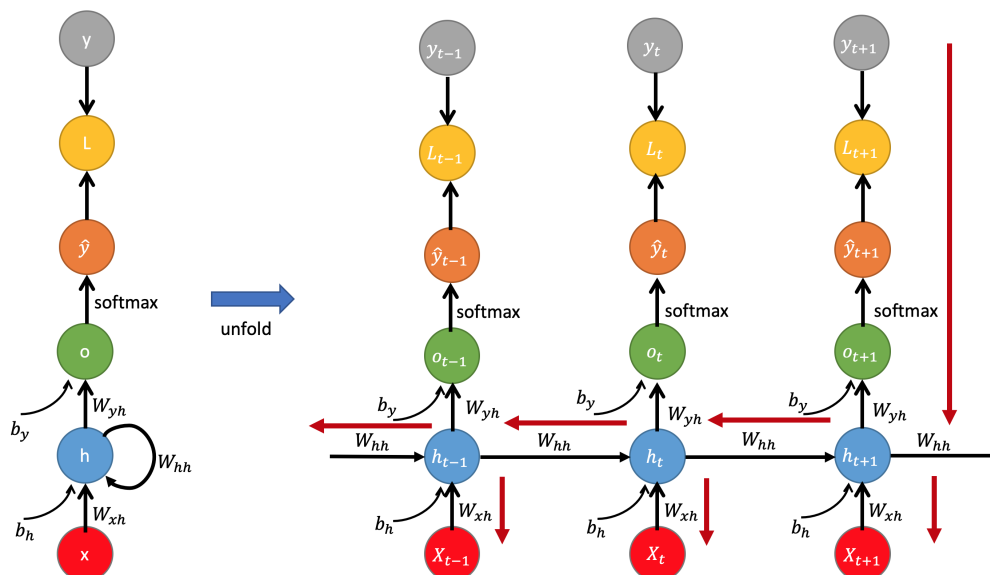 y
L
ŷ
softmax
o
b_y
W_yh
h
W_hh
b_h
W_xh
x
unfold
y_{t-1}
L_{t-1}
ŷ_{t-1}
softmax
o_{t-1}
b_y
W_yh
W_hh
h_{t-1}
W_hh
b_h
W_xh
X_{t-1}
y_t
L_t
ŷ_t
softmax
o_t
b_y
W_yh
h_t
W_hh
b_h
W_xh
X_t
y_{t+1}
L_{t+1}
ŷ_{t+1}
softmax
o_{t+1}
b_y
W_yh
h_{t+1}
W_hh
b_h
W_xh
X_{t+1}